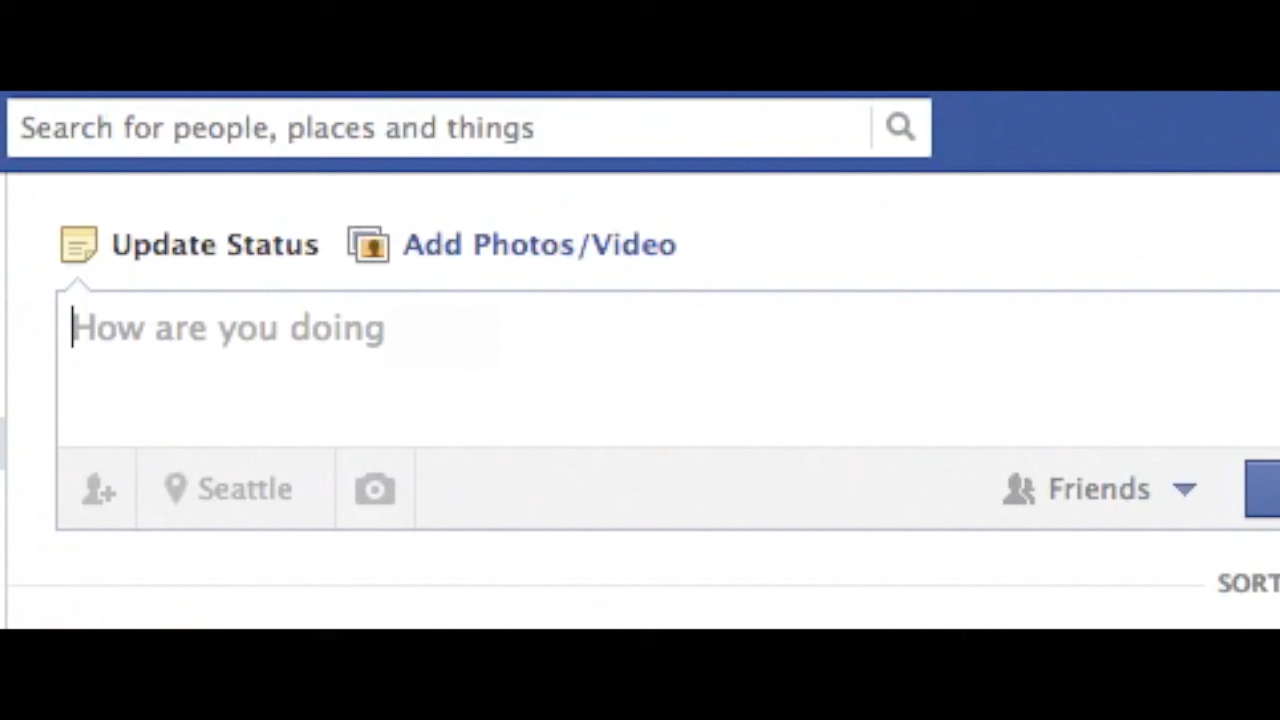 Search for people, places and things
Update Status Add Photos/Video
How are you doing
Seattle Friends
SORT